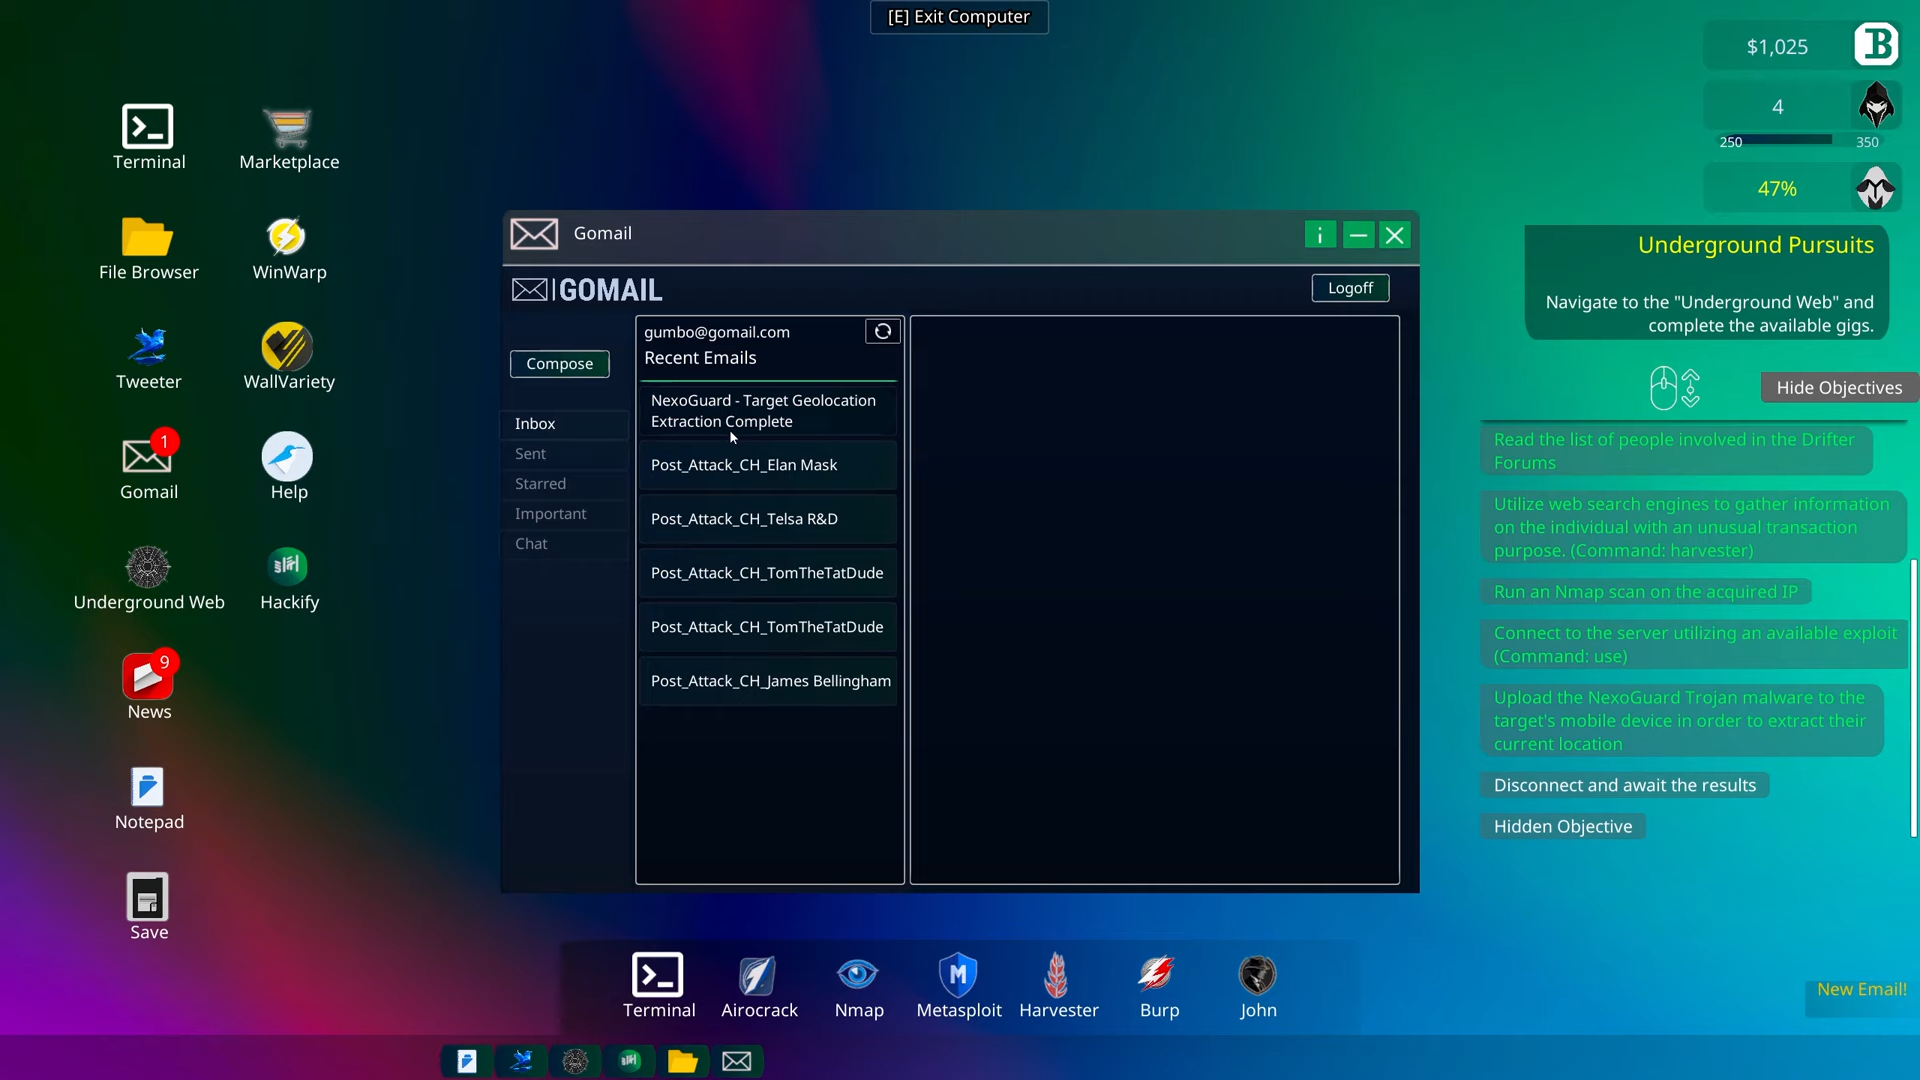 [E] Exit Computer
$1,025
4
250
350
47%
Underground Pursuits
Navigate to the "Underground Web" and
complete the available gigs.
Hide Objectives
Read the list of people involved in the Drifter
Forums
Utilize web search engines to gather information
on the individual with an unusual transaction
purpose. (Command: harvester)
Run an Nmap scan on the acquired IP
Connect to the server utilizing an available exploit
(Command: use)
Upload the NexoGuard Trojan malware to the
target's mobile device in order to extract their
current location
Disconnect and await the results
Hidden Objective
New Email!
Terminal
Marketplace
File Browser
WinWarp
Tweeter
WallVariety
1
Gomail
Help
Underground Web
Hackify
9
News
Notepad
Save
Gomail
i
GOMAIL
Logoff
Compose
Inbox
Sent
Starred
Important
Chat
gumbo@gomail.com
Recent Emails
NexoGuard - Target Geolocation
Extraction Complete
Post_Attack_CH_Elan Mask
Post_Attack_CH_Telsa R&D
Post_Attack_CH_TomTheTatDude
Post_Attack_CH_TomTheTatDude
Post_Attack_CH_James Bellingham
Terminal
Airocrack
Nmap
Metasploit
Harvester
Burp
John